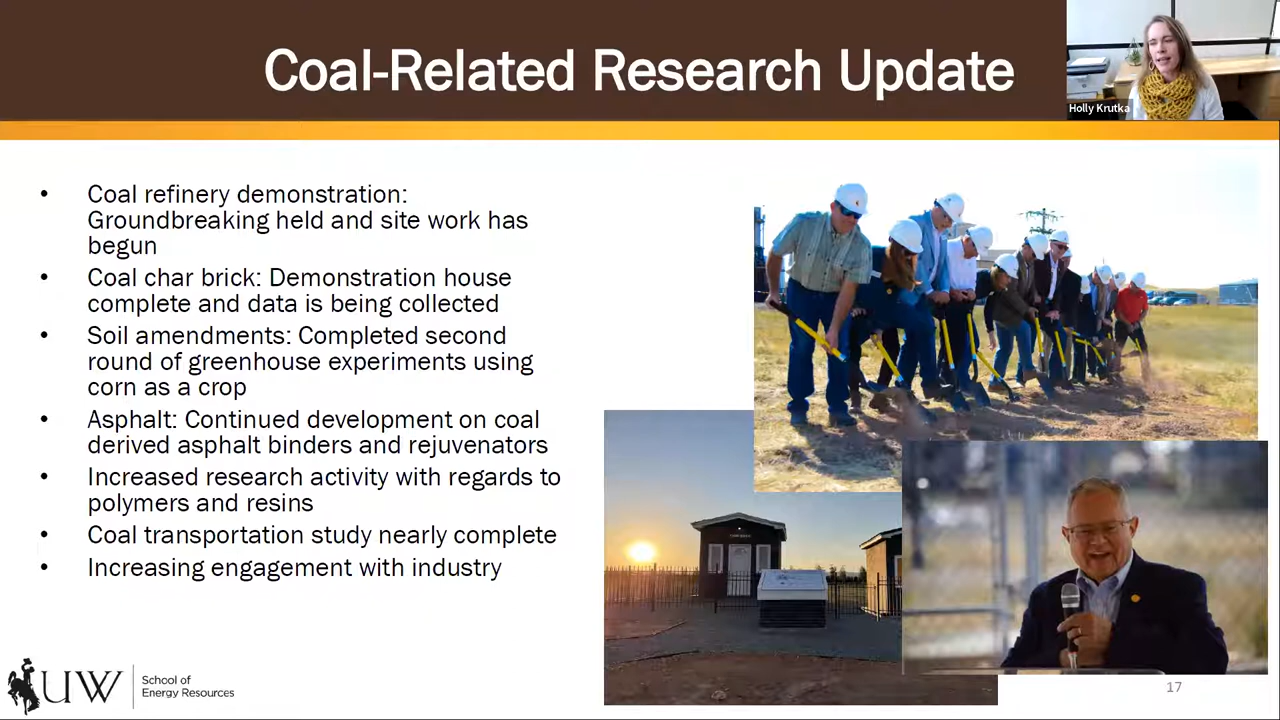 Coal-Related Research Update
Holly Krutka
• Coal refinery demonstration:
Groundbreaking held and site work has
begun
• Coal char brick: Demonstration house
complete and data is being collected
• Soil amendments: Completed second
round of greenhouse experiments using
corn as a crop
• Asphalt: Continued development on coal
derived asphalt binders and rejuvenators
• Increased research activity with regards to
polymers and resins
• Coal transportation study nearly complete
• Increasing engagement with industry
UW
School of
Energy Resources
17